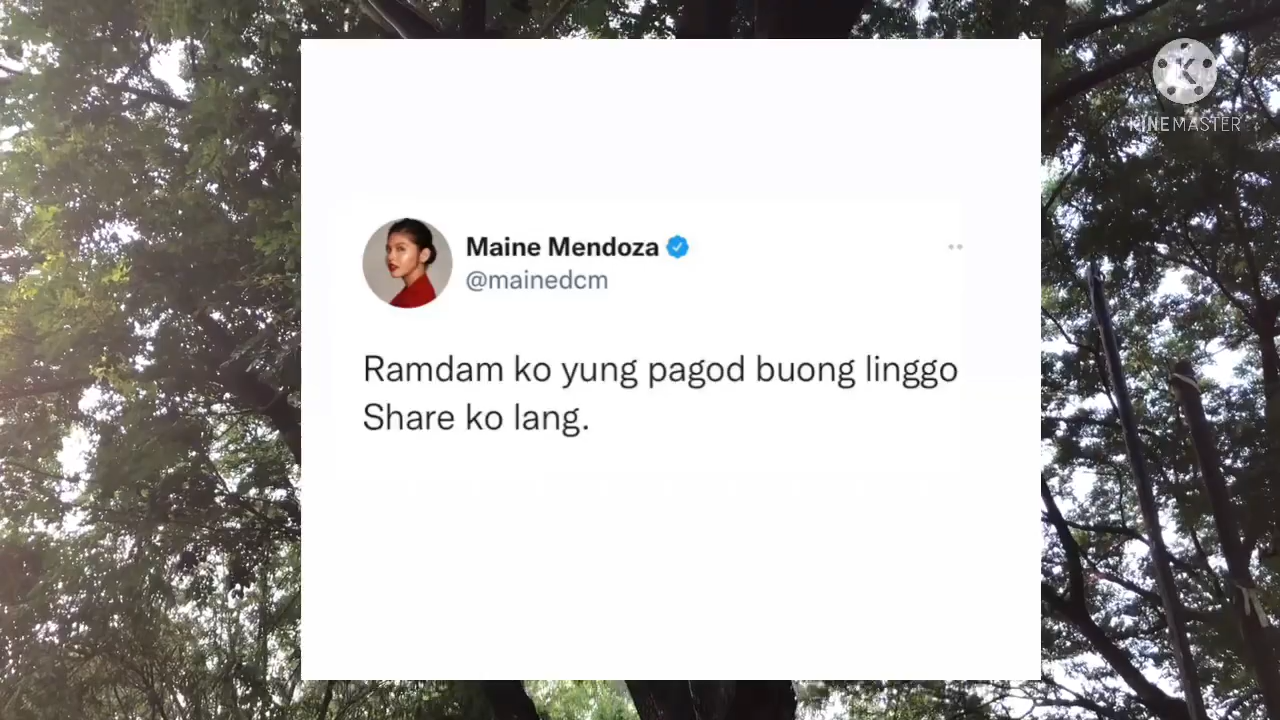 KINEMASTER
Maine Mendoza
@mainedcm
Ramdam ko yung pagod buong linggo
Share ko lang.